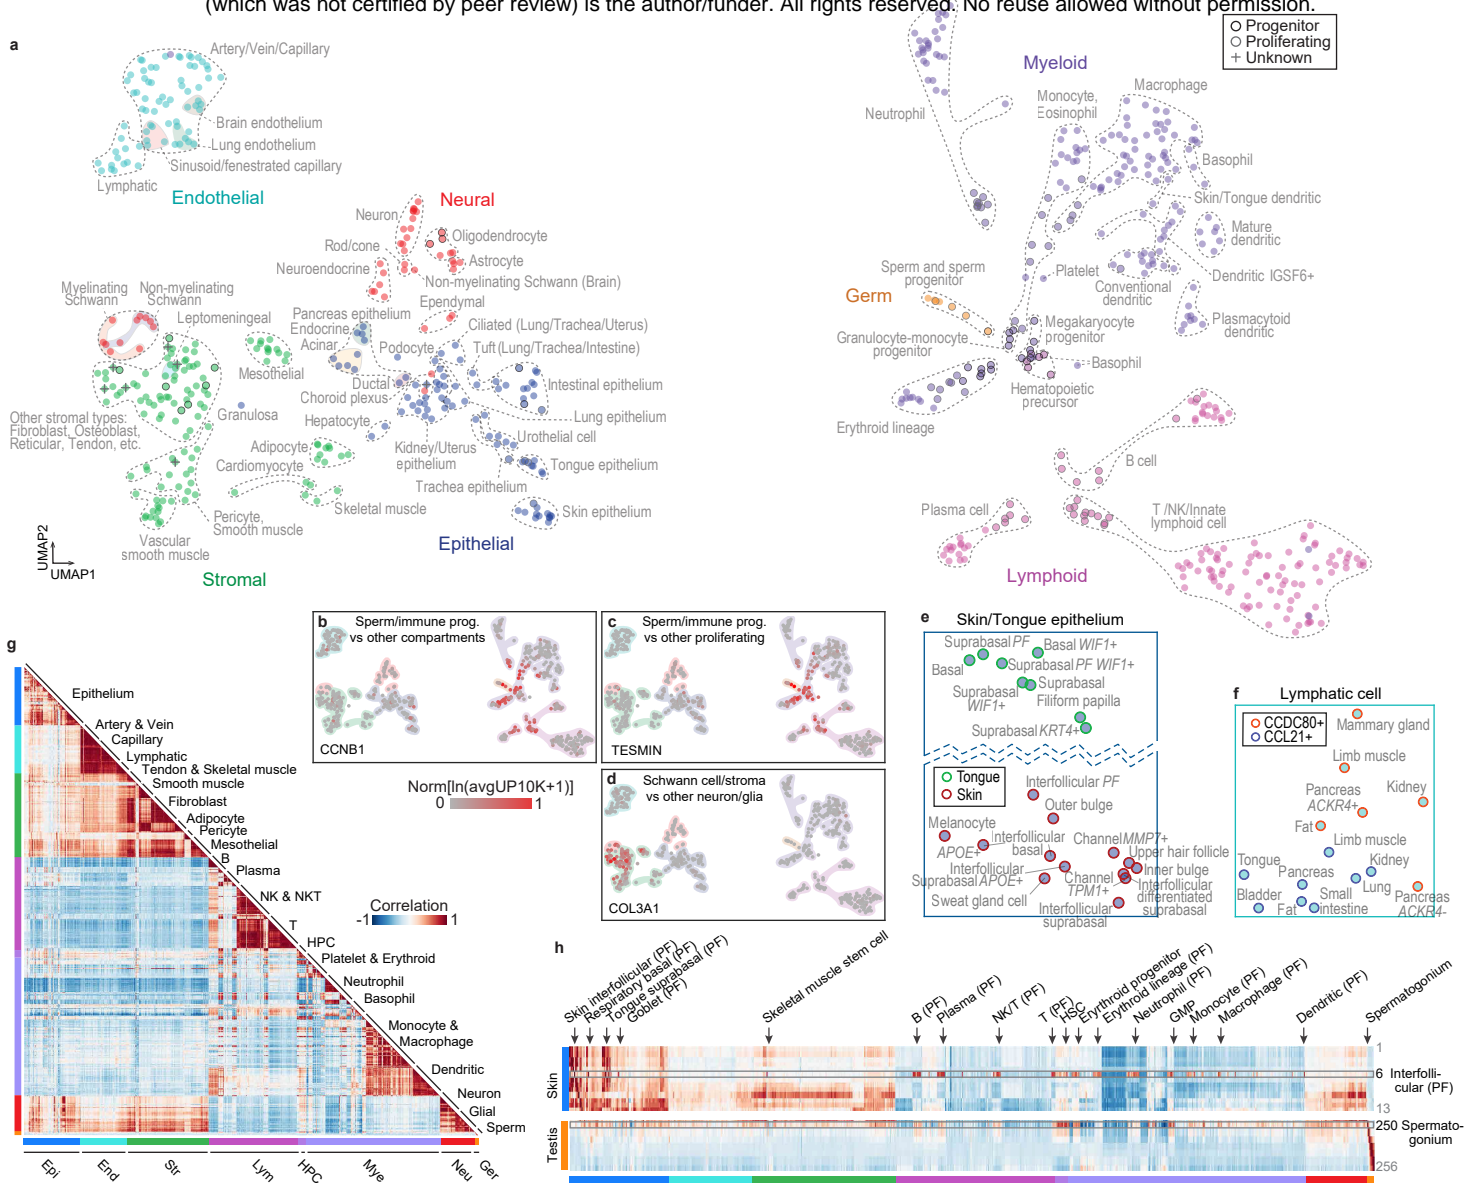 (which was not certified by peer review) is the author/funder. All rights reserved. No reuse allowed without permission.
a
Artery/Vein/Capillary
Brain endothelium
Lung endothelium
Sinusoid/fenestrated capillary
Lymphatic
Endothelial
Neuron
Neural
Rod/cone
Oligodendrocyte
Neuroendocrine
Astrocyte
Non-myelinating Schwann (Brain)
Myelinating
Schwann
Non-myelinating
Schwann
Leptomeningeal
Pancreas epithelium
Endocrine
Acinar
Ependymal
Ciliated (Lung/Trachea/Uterus)
Podocyte
Tuft (Lung/Trachea/Intestine)
Mesothelial
Ductal
Choroid plexus
Intestinal epithelium
Granulosa
Other stromal types:
Fibroblast, Osteoblast,
Reticular, Tendon, etc.
Hepatocyte
Lung epithelium
Adipocyte
Cardiomyocyte
Kidney/Uterus
epithelium
Urothelial cell
Tongue epithelium
Trachea epithelium
Skeletal muscle
Skin epithelium
Pericyte,
Smooth muscle
Vascular
smooth muscle
Epithelial
Stromal
UMAP2
UMAP1
Progenitor
Proliferating
Unknown
Myeloid
Neutrophil
Monocyte,
Eosinophil
Macrophage
Basophil
Skin/Tongue dendritic
Mature
dendritic
Sperm and sperm
progenitor
Platelet
Conventional
dendritic
Dendritic IGSF6+
Germ
Granulocyte-monocyte
progenitor
Megakaryocyte
progenitor
Plasmacytoid
dendritic
Basophil
Hematopoietic
precursor
Erythroid lineage
B cell
Plasma cell
T /NK/Innate
lymphoid cell
Lymphoid
b
Sperm/immune prog.
vs other compartments
CCNB1
c
Sperm/immune prog.
vs other proliferating
TESMIN
Norm[ln(avgUP10K+1)]
0
1
d
Schwann cell/stroma
vs other neuron/glia
COL3A1
e
Skin/Tongue epithelium
Suprabasal PF
Basal WIF1+
Basal
Suprabasal PF WIF1+
Suprabasal
WIF1+
Suprabasal
Filiform papilla
Suprabasal KRT4+
Tongue
Skin
Interfollicular PF
Outer bulge
Melanocyte
APOE+
Interfollicular
basal
Channel MMP7+
Upper hair follicle
Interfollicular
Suprabasal APOE+
Channel
TPM1+
Inner bulge
Interfollicular
differentiated
suprabasal
Sweat gland cell
Interfollicular
suprabasal
f
Lymphatic cell
CCDC80+
CCL21+
Mammary gland
Limb muscle
Pancreas
ACKR4+
Kidney
Fat
Limb muscle
Tongue
Pancreas
Kidney
Lung
Bladder
Fat
Small
intestine
Pancreas
ACKR4-
g
Epithelium
Artery & Vein
Capillary
Lymphatic
Tendon & Skeletal muscle
Smooth muscle
Fibroblast
Adipocyte
Pericyte
Mesothelial
B
Plasma
NK & NKT
T
HPC
Platelet & Erythroid
Neutrophil
Basophil
Monocyte &
Macrophage
Dendritic
Neuron
Glial
Sperm
Correlation
-1
1
Epi
End
Str
Lym
HPC
Mye
Neu
Ger
h
Skin interfollicular (PF)
Respiratory basal (PF)
Tongue suprabasal (PF)
Goblet (PF)
Skeletal muscle stem cell
B (PF)
Plasma (PF)
NK/T (PF)
T (PF)
HSC
Erythroid progenitor
Erythroid lineage (PF)
Neutrophil (PF)
GMP
Monocyte (PF)
Macrophage (PF)
Dendritic (PF)
Spermatogonium
Skin
1
6
Interfolli-
cular (PF)
13
Testis
250
Spermato-
gonium
256